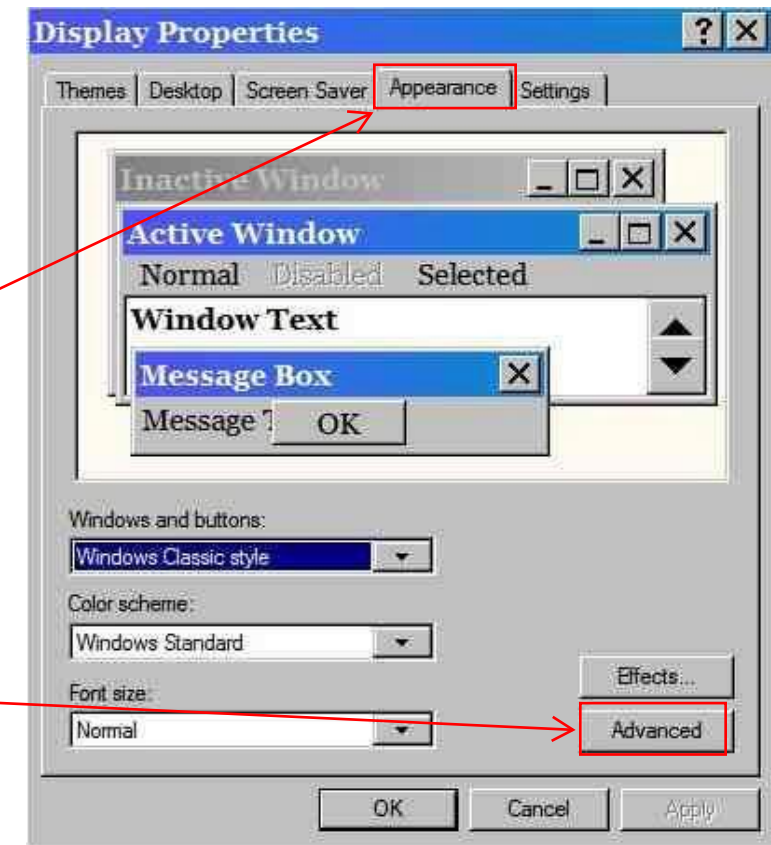 Display Properties
Themes Desktop Screen Saver Appearance Settings
Inactive Window
Active Window
Normal Disabled Selected
Window Text
Message Box
Message
OK
Windows and buttons:
Windows Classic style
Color scheme:
Windows Standard
Effects...
Font size:
Normal
Advanced
OK Cancel Apply